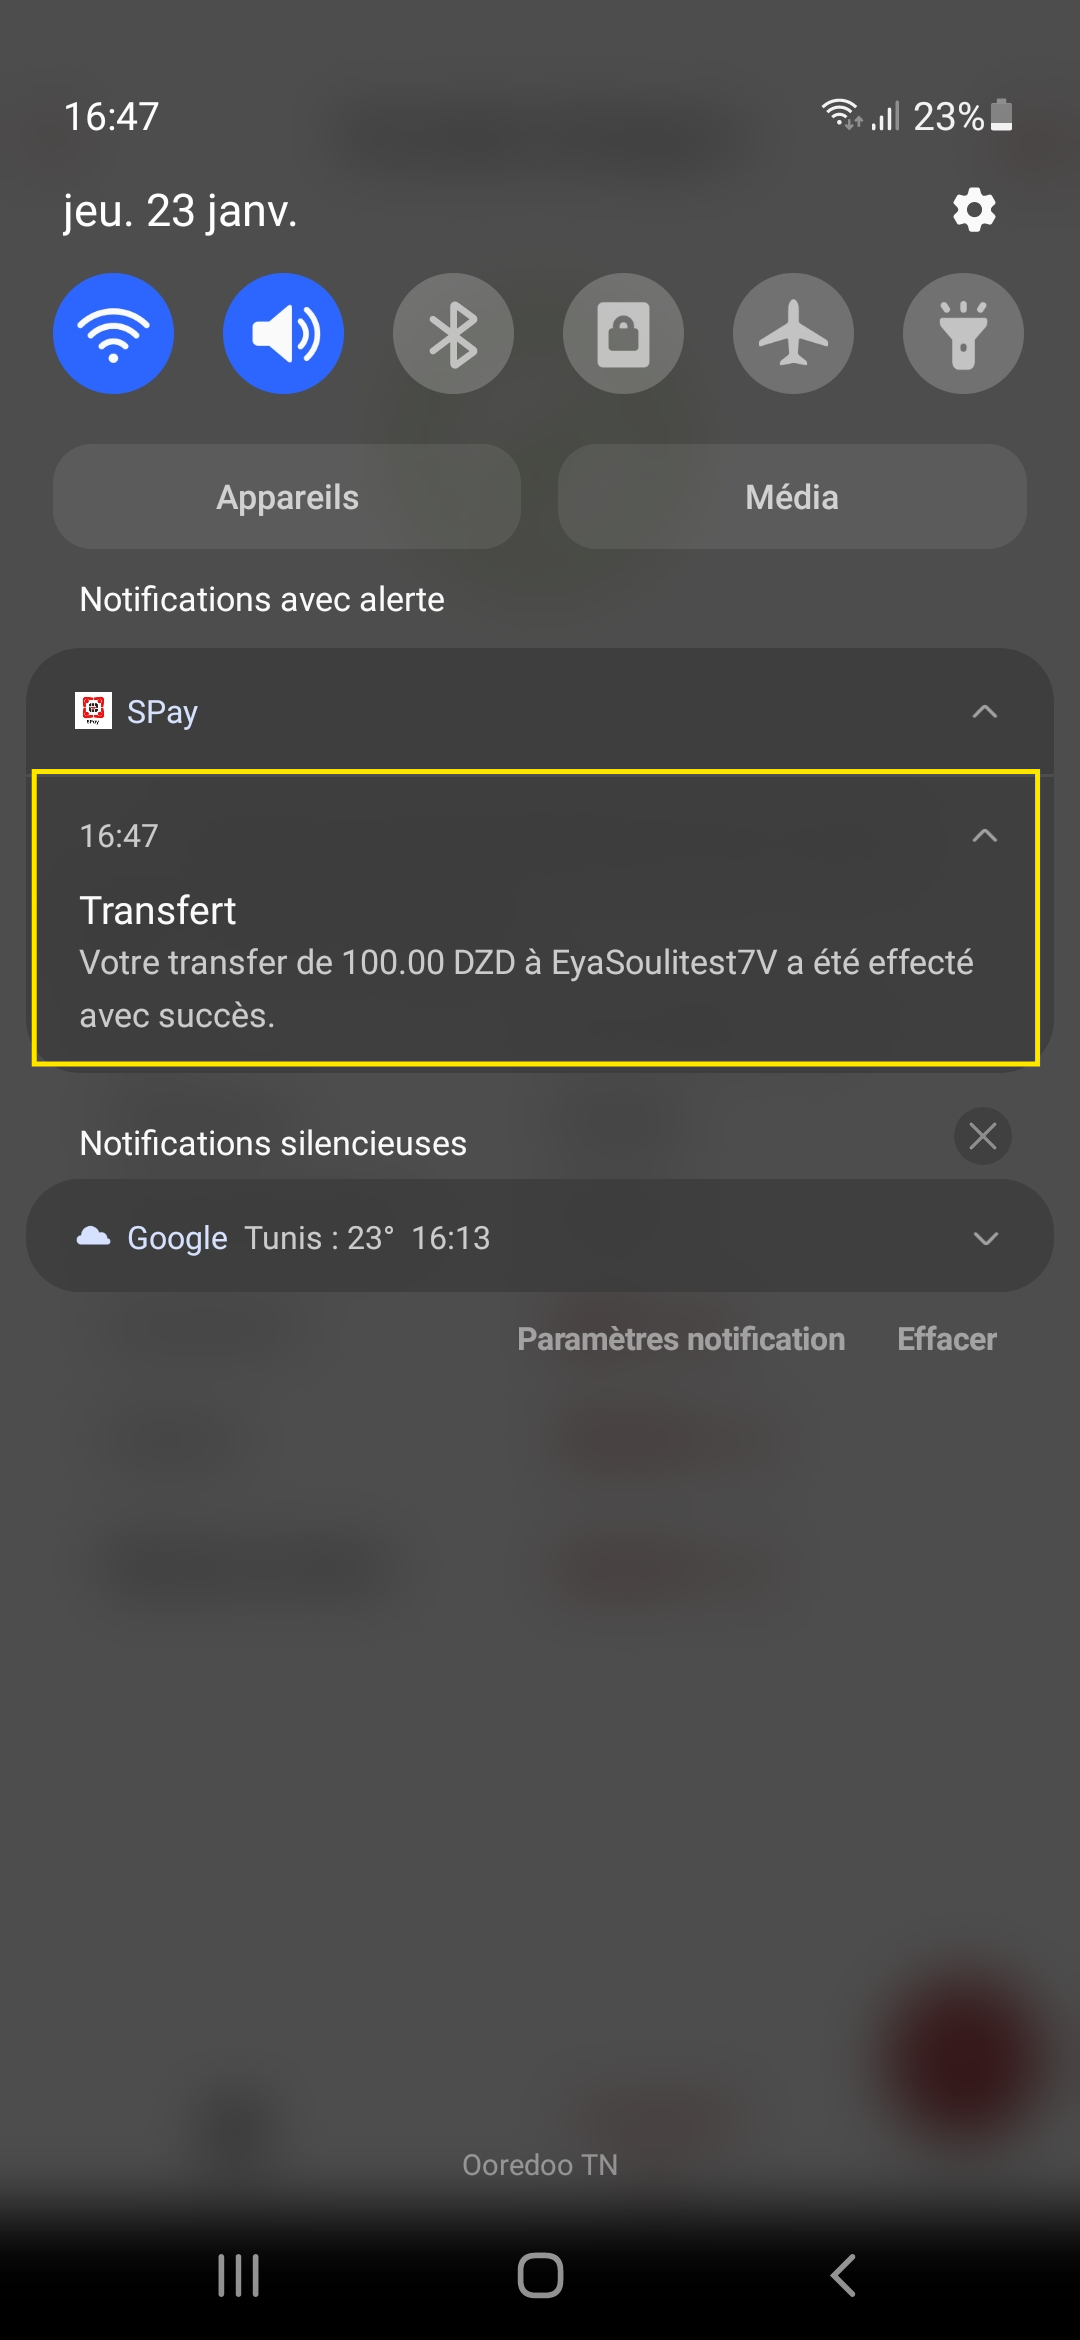 16:47
23%
jeu. 23 janv.
Appareils
Média
Notifications avec alerte
SPay
16:47
Transfert
Votre transfer de 100.00 DZD à EyaSoulitest7V a été effecté
avec succès.
Notifications silencieuses
Google Tunis : 23° 16:13
Paramètres notification
Effacer
Ooredoo TN